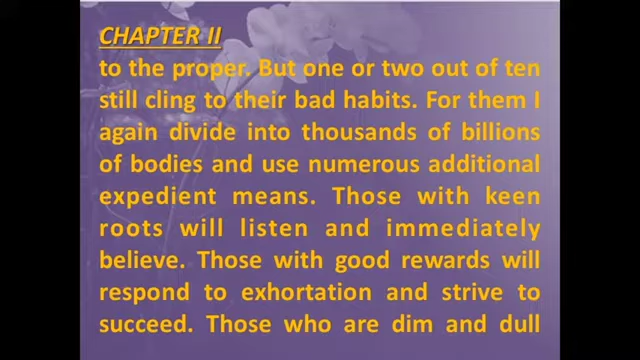 CHAPTER II
to the proper. But one or two out of ten
still cling to their bad habits. For them I
again divide into thousands of billions
of bodies and use numerous additional
expedient means. Those with keen
roots will listen and immediately
believe. Those with good rewards will
respond to exhortation and strive to
succeed. Those who are dim and dull